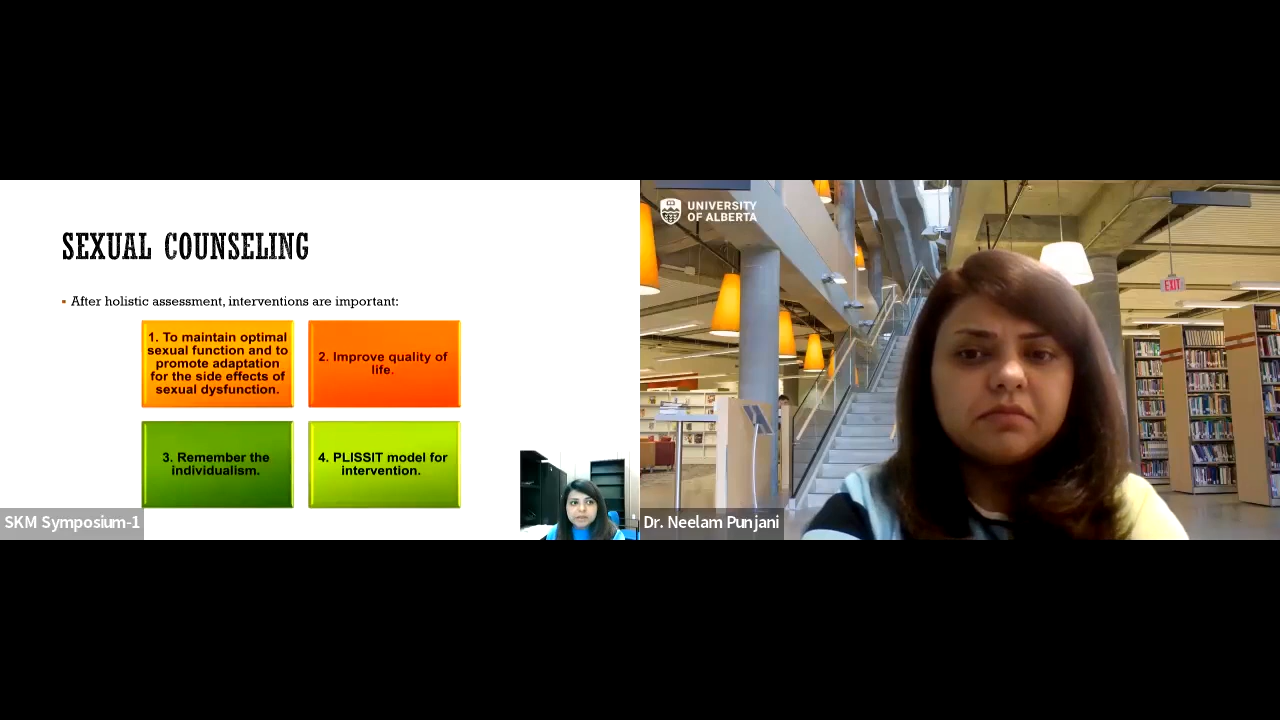 SEXUAL COUNSELING
After holistic assessment, interventions are important:
1. To maintain optimal
sexual function and to
promote adaptation
for the side effects of
sexual dysfunction.
2. Improve quality of
life.
3. Remember the
individualism.
4. PLISSIT model for
intervention.
SKM Symposium-1
UNIVERSITY
OF ALBERTA
EXIT
Dr. Neelam Punjani